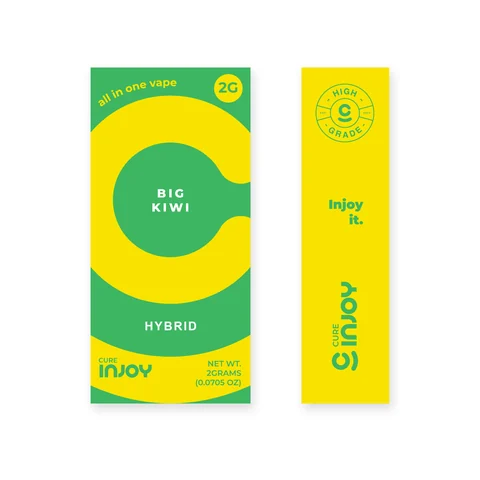 all in one vape
2G
BIG
KIWI
HYBRID
CURE
INJOY
NET WT.
2GRAMS
(0.0705 OZ)
HIGH
GRADE
Injoy
it.
CURE
INJOY